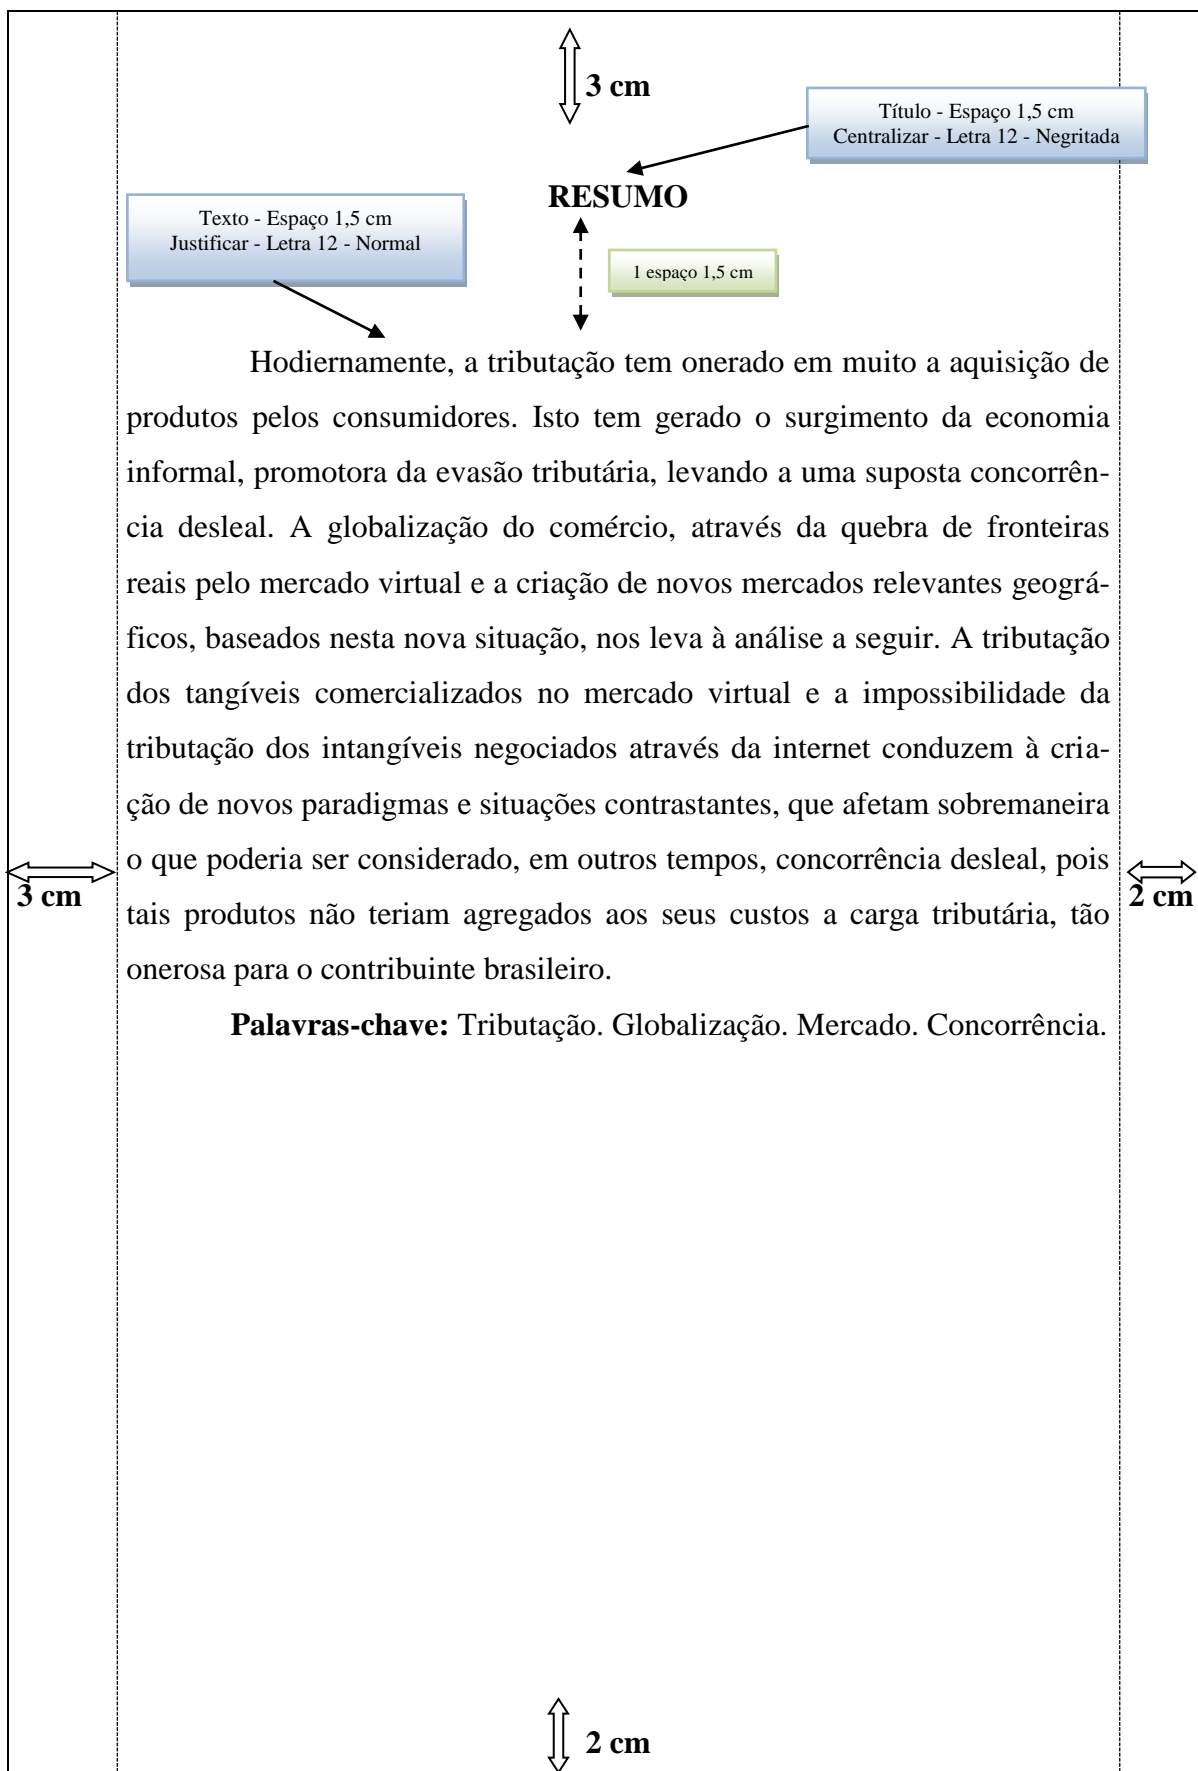 3 cm
Título - Espaço 1,5 cm
Centralizar - Letra 12 - Negritada
RESUMO
Texto - Espaço 1,5 cm
Justificar - Letra 12 - Normal
1 espaço 1,5 cm
Hodiernamente, a tributação tem onerado em muito a aquisição de
produtos pelos consumidores. Isto tem gerado o surgimento da economia
informal, promotora da evasão tributária, levando a uma suposta concorrên-
cia desleal. A globalização do comércio, através da quebra de fronteiras
reais pelo mercado virtual e a criação de novos mercados relevantes geográ-
ficos, baseados nesta nova situação, nos leva à análise a seguir. A tributação
dos tangíveis comercializados no mercado virtual e a impossibilidade da
tributação dos intangíveis negociados através da internet conduzem à cria-
ção de novos paradigmas e situações contrastantes, que afetam sobremaneira
o que poderia ser considerado, em outros tempos, concorrência desleal, pois
tais produtos não teriam agregados aos seus custos a carga tributária, tão
onerosa para o contribuinte brasileiro.
3 cm
2 cm
Palavras-chave: Tributação. Globalização. Mercado. Concorrência.
2 cm